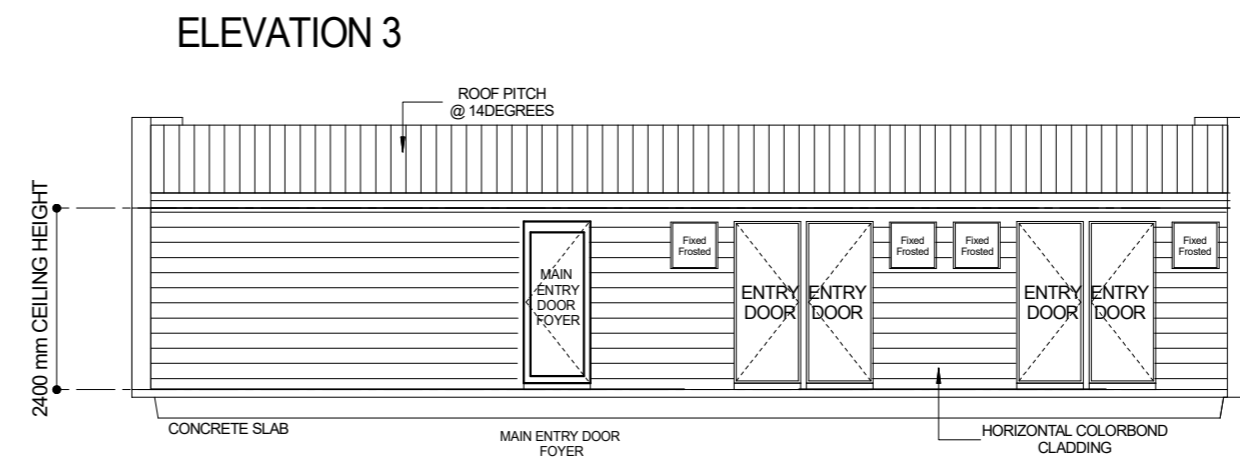 ELEVATION 3
ROOF PITCH
@ 14DEGREES
2400 mm CEILING HEIGHT
MAIN
ENTRY
DOOR
FOYER
Fixed
Frosted
ENTRY
DOOR
ENTRY
DOOR
Fixed
Frosted
Fixed
Frosted
ENTRY
DOOR
ENTRY
DOOR
Fixed
Frosted
CONCRETE SLAB
MAIN ENTRY DOOR
FOYER
HORIZONTAL COLORBOND
CLADDING